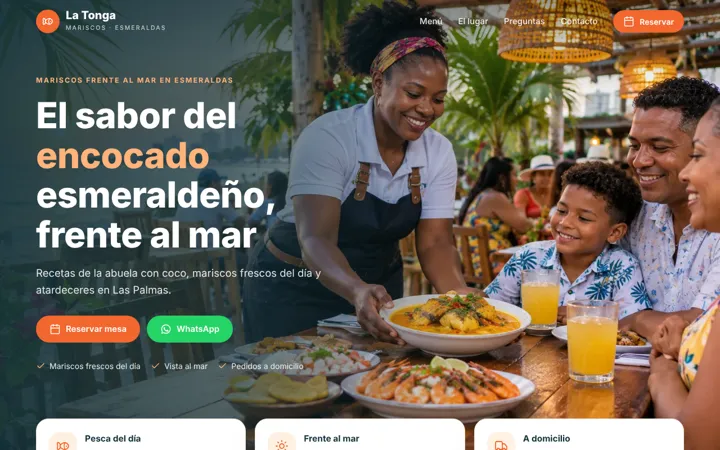 La Tonga
MARISCOS · ESMERALDAS
Menú El lugar Preguntas Contacto Reservar
MARISCOS FRENTE AL MAR EN ESMERALDAS
El sabor del
encocado
esmeraldeño,
frente al mar
Recetas de la abuela con coco, mariscos frescos del día y
atardeceres en Las Palmas.
Reservar mesa WhatsApp
Mariscos frescos del día Vista al mar Pedidos a domicilio
Pesca del día Frente al mar A domicilio